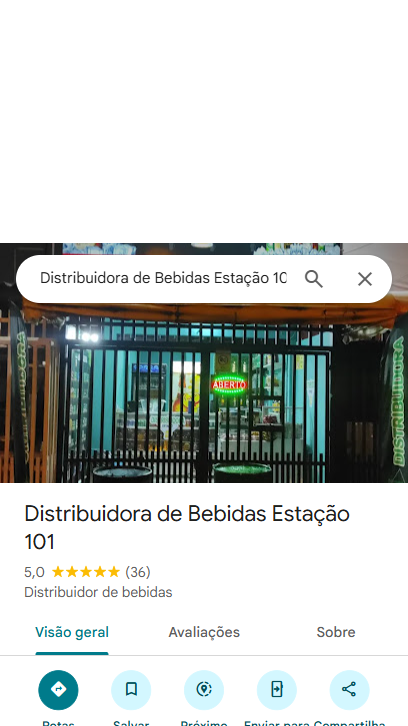 Distribuidora de Bebidas Estação 10
ABERTO
DISTRIBUIDORA
Distribuidora de Bebidas Estação
101
5,0 (36)
Distribuidor de bebidas
Visão geral Avaliações Sobre
Rotas Salvar Próximo Enviar para Compartilha